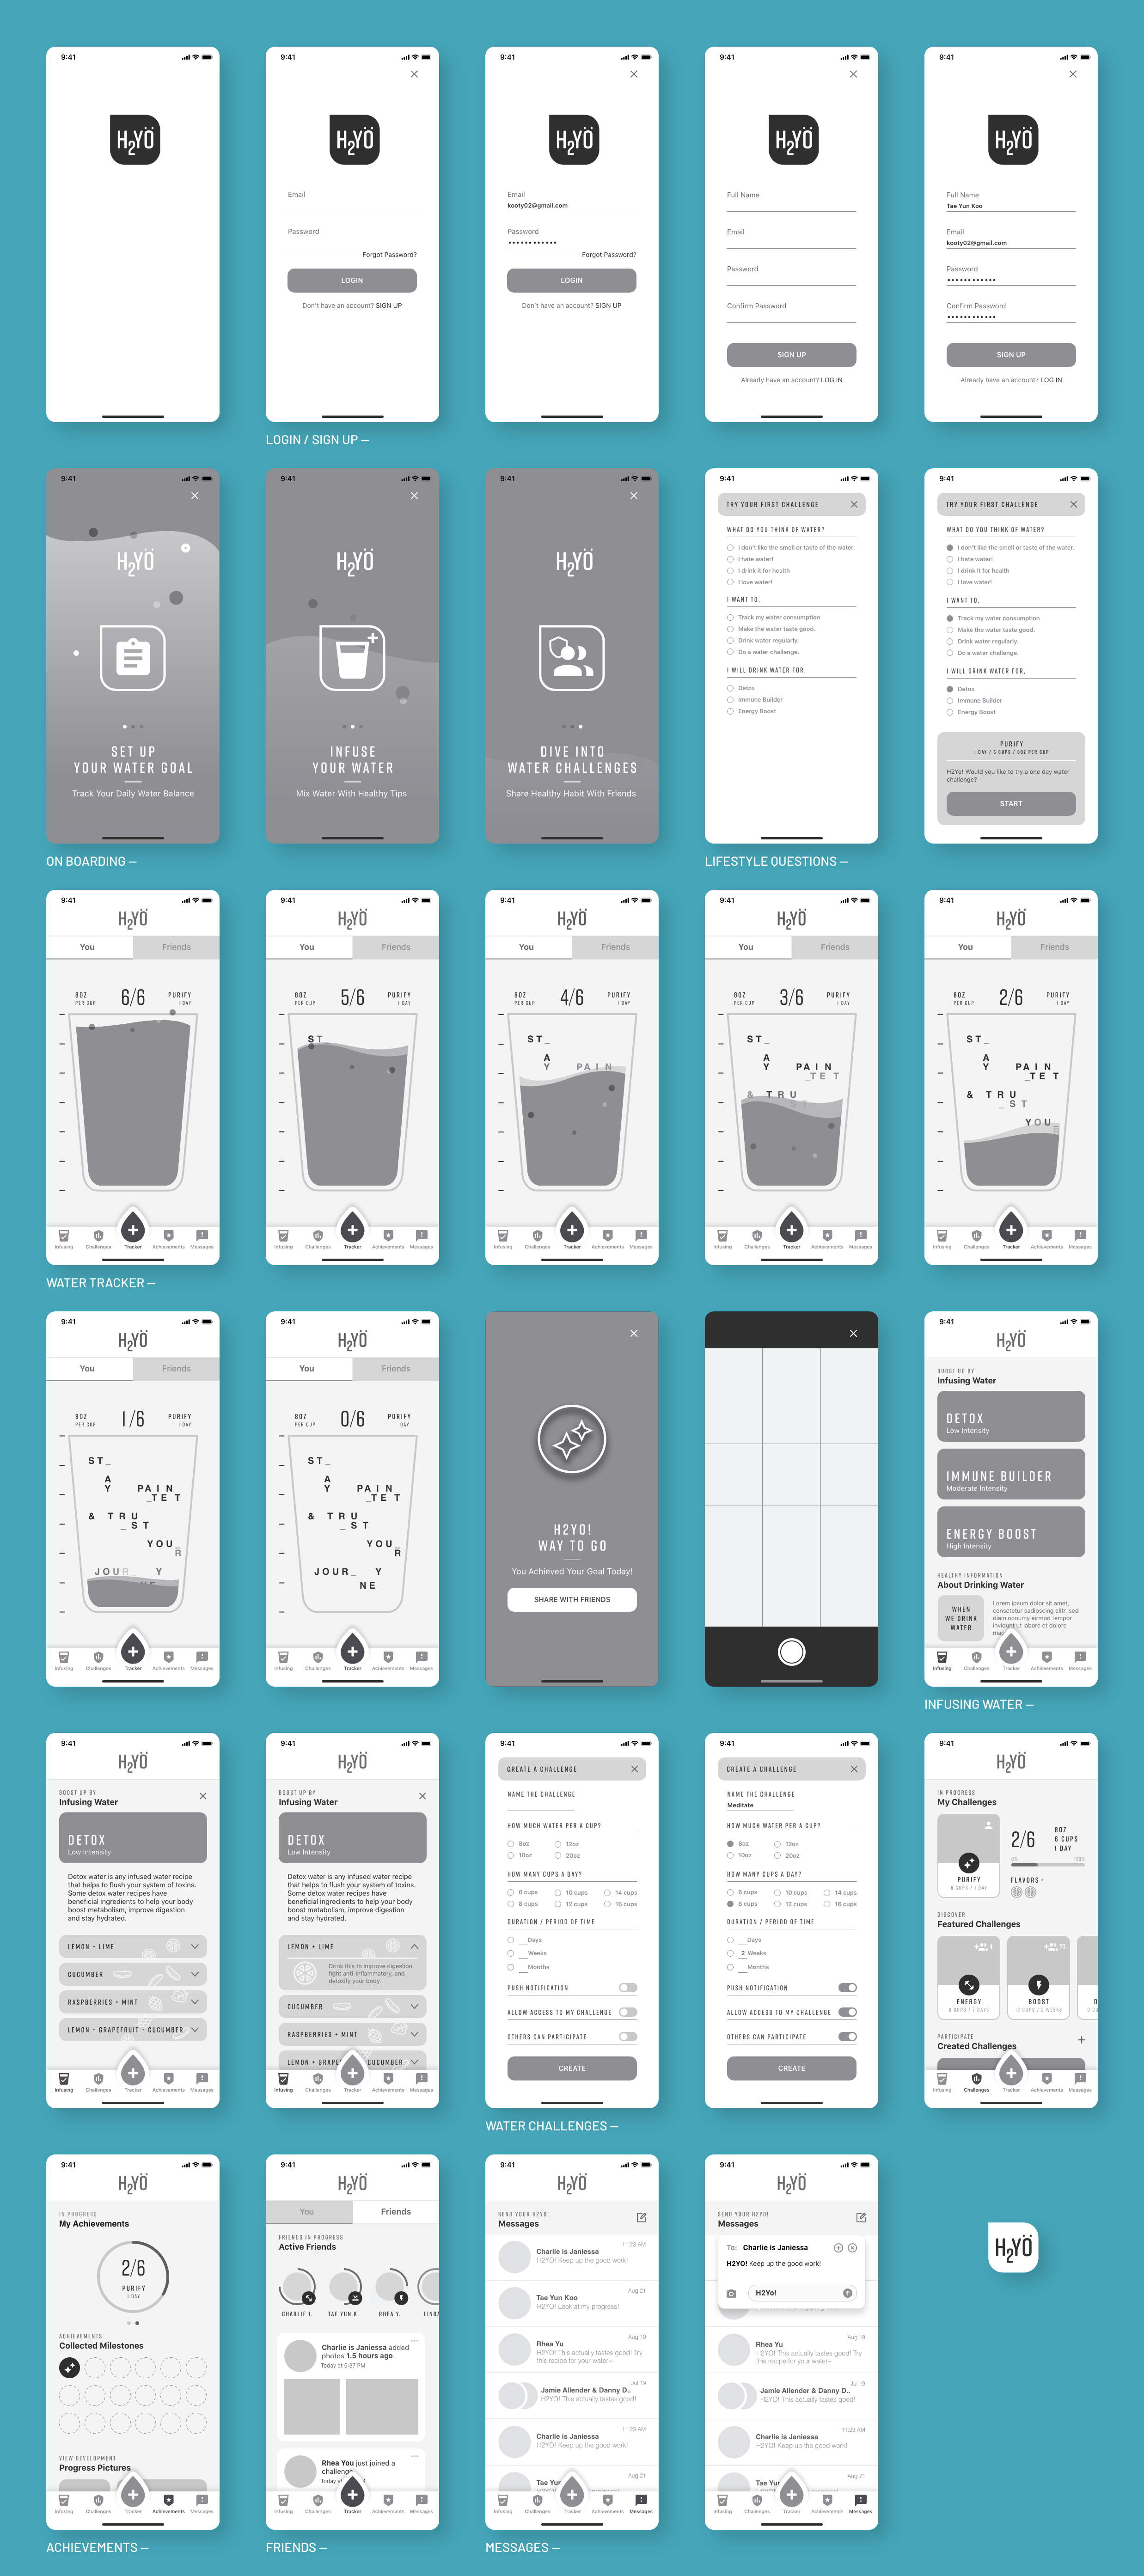 9:41
H2YÖ
9:41
H2YÖ
Email
Password
Forgot Password?
LOGIN
Don't have an account? SIGN UP
9:41
H2YÖ
Email
kooty02@gmail.com
Password
Forgot Password?
LOGIN
Don't have an account? SIGN UP
9:41
H2YÖ
Full Name
Email
Password
Confirm Password
SIGN UP
Already have an account? LOG IN
9:41
H2YÖ
Full Name
Tae Yun Koo
Email
kooty02@gmail.com
Password
Confirm Password
SIGN UP
Already have an account? LOG IN
LOGIN / SIGN UP –
9:41
H2YÖ
SET UP
YOUR WATER GOAL
Track Your Daily Water Balance
9:41
H2YÖ
INFUSE
YOUR WATER
Mix Water With Healthy Tips
9:41
H2YÖ
DIVE INTO
WATER CHALLENGES
Share Healthy Habit With Friends
9:41
TRY YOUR FIRST CHALLENGE
WHAT DO YOU THINK OF WATER?
I don't like the smell or taste of the water.
I hate water!
I drink it for health
I love water!
I WANT TO,
Track my water consumption
Make the water taste good.
Drink water regularly.
Do a water challenge.
I WILL DRINK WATER FOR,
Detox
Immune Builder
Energy Boost
9:41
TRY YOUR FIRST CHALLENGE
WHAT DO YOU THINK OF WATER?
I don't like the smell or taste of the water.
I hate water!
I drink it for health
I love water!
I WANT TO,
Track my water consumption
Make the water taste good.
Drink water regularly.
Do a water challenge.
I WILL DRINK WATER FOR,
Detox
Immune Builder
Energy Boost
PURIFY
1 DAY / 6 CUPS / 8OZ PER CUP
H2Yo! Would you like to try a one day water
challenge?
START
ON BOARDING –
LIFESTYLE QUESTIONS –
9:41
H2YÖ
You Friends
8OZ 6/6 PURIFY
PER CUP 1 DAY
Infusing Challenges Tracker Achievements Messages
9:41
H2YÖ
You Friends
8OZ 5/6 PURIFY
PER CUP 1 DAY
ST_
Infusing Challenges Tracker Achievements Messages
9:41
H2YÖ
You Friends
8OZ 4/6 PURIFY
PER CUP 1 DAY
ST_
A
Y PAIN
Infusing Challenges Tracker Achievements Messages
9:41
H2YÖ
You Friends
8OZ 3/6 PURIFY
PER CUP 1 DAY
ST_
A
Y PAIN
_TET
& TRU
_ST
Infusing Challenges Tracker Achievements Messages
9:41
H2YÖ
You Friends
8OZ 2/6 PURIFY
PER CUP 1 DAY
ST_
A
Y PAIN
_TET
& TRU
_ST
YOU_
Infusing Challenges Tracker Achievements Messages
WATER TRACKER –
9:41
H2YÖ
You Friends
8OZ 1/6 PURIFY
PER CUP 1 DAY
ST_
A
Y PAIN
_TET
& TRU
_ST
YOU_
R
JOUR_ Y
NE
Infusing Challenges Tracker Achievements Messages
9:41
H2YÖ
You Friends
8OZ 0/6 PURIFY
PER CUP DAY
ST_
A
Y PAIN
_TET
& TRU
_ST
YOU_
R
JOUR_ Y
NE
Infusing Challenges Tracker Achievements Messages
H2YO!
WAY TO GO
You Achieved Your Goal Today!
SHARE WITH FRIENDS
9:41
H2YÖ
BOOST UP BY
Infusing Water
DETOX
Low Intensity
IMMUNE BUILDER
Moderate Intensity
ENERGY BOOST
High Intensity
HEALTHY INFORMATION
About Drinking Water
WHEN
WE DRINK
WATER
Lorem ipsum dolor sit amet,
consetetur sadipscing elitr, sed
diam nonumy eirmod tempor
invidunt ut labore et dolore
Infusing Challenges Tracker Achievements Messages
INFUSING WATER –
9:41
H2YÖ
BOOST UP BY
Infusing Water
DETOX
Low Intensity
Detox water is any infused water recipe
that helps to flush your system of toxins.
Some detox water recipes have
beneficial ingredients to help your body
boost metabolism, improve digestion
and stay hydrated.
LEMON + LIME
CUCUMBER
RASPBERRIES + MINT
LEMON + GRAPEFRUIT + CUCUMBER
Infusing Challenges Tracker Achievements Messages
9:41
H2YÖ
BOOST UP BY
Infusing Water
DETOX
Low Intensity
Detox water is any infused water recipe
that helps to flush your system of toxins.
Some detox water recipes have
beneficial ingredients to help your body
boost metabolism, improve digestion
and stay hydrated.
LEMON + LIME
Drink this to improve digestion,
fight anti-inflammatory, and
detoxify your body.
CUCUMBER
RASPBERRIES + MINT
LEMON + GRAPE CUCUMBER
Infusing Challenges Tracker Achievements Messages
9:41
CREATE A CHALLENGE
NAME THE CHALLENGE
HOW MUCH WATER PER A CUP?
8oz 12oz
10oz 20oz
HOW MANY CUPS A DAY?
6 cups 10 cups 14 cups
8 cups 12 cups 16 cups
DURATION / PERIOD OF TIME
__Days
__Weeks
__Months
PUSH NOTIFICATION
ALLOW ACCESS TO MY CHALLENGE
OTHERS CAN PARTICIPATE
CREATE
9:41
CREATE A CHALLENGE
NAME THE CHALLENGE
Meditate
HOW MUCH WATER PER A CUP?
8oz 12oz
10oz 20oz
HOW MANY CUPS A DAY?
6 cups 10 cups 14 cups
8 cups 12 cups 16 cups
DURATION / PERIOD OF TIME
__Days
2 Weeks
__Months
PUSH NOTIFICATION
ALLOW ACCESS TO MY CHALLENGE
OTHERS CAN PARTICIPATE
CREATE
9:41
H2YÖ
IN PROGRESS
My Challenges
PURIFY
6 CUPS / 1 DAY
2/6
8OZ
6 CUPS
1 DAY
0% 100%
FLAVORS +
DISCOVER
Featured Challenges
ENERGY
8 CUPS / 7 DAYS
BOOST
12 CUPS / 2 WEEKS
PARTICIPATE
Created Challenges
Infusing Challenges Tracker Achievements Messages
WATER CHALLENGES –
9:41
H2YÖ
IN PROGRESS
My Achievements
2/6
PURIFY
1 DAY
ACHIEVEMENTS
Collected Milestones
VIEW DEVELOPMENT
Progress Pictures
Infusing Challenges Tracker Achievements Messages
9:41
H2YÖ
You Friends
FRIENDS IN PROGRESS
Active Friends
CHARLIE J. TAE YUN K. RHEA Y. LINDA
Charlie is Janiessa added
photos 1.5 hours ago.
Today at 5:37 PM
Rhea You just joined a
challenge
Today at
Infusing Challenges Tracker Achievements Messages
9:41
H2YÖ
SEND YOUR H2YO!
Messages
11:23 AM
Charlie is Janiessa
H2YO! Keep up the good work!
Aug 21
Tae Yun Koo
H2YO! Look at my progress!
Aug 19
Rhea Yu
H2YO! This actually tastes good! Try
this recipe for your water~
Jul 19
Jamie Allender & Danny D..
H2YO! This actually tastes good!
11:23 AM
Charlie is Janiessa
H2YO! Keep up the good work!
Aug 21
Tae Yu
Infusing Challenges Tracker Achievements Messages
9:41
H2YÖ
SEND YOUR H2YO!
Messages
To: Charlie is Janiessa
H2YO! Keep up the good work!
H2Yo!
Aug 19
Rhea Yu
H2YO! This actually tastes good! Try
this recipe for your water~
Jul 19
Jamie Allender & Danny D..
H2YO! This actually tastes good!
11:23 AM
Charlie is Janiessa
H2YO! Keep up the good work!
Aug 21
Tae Yu
Infusing Challenges Tracker Achievements Messages
H2YÖ
ACHIEVEMENTS –
FRIENDS –
MESSAGES –